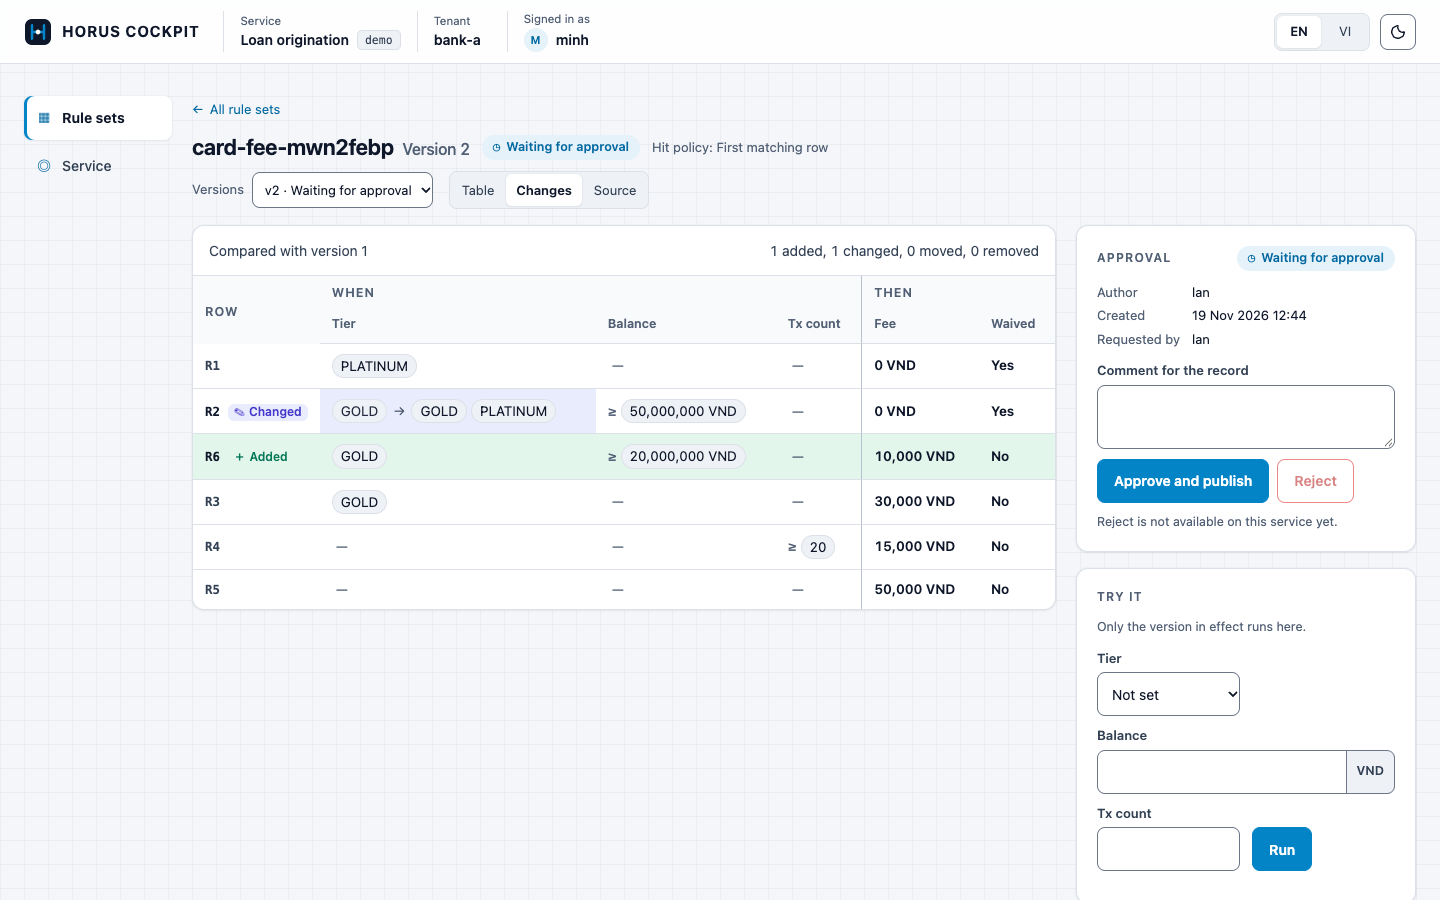 HORUS COCKPIT
Service
Loan origination demo
Tenant
bank-a
Signed in as
M minh
EN VI
Rule sets
Service
← All rule sets
card-fee-mwn2febp Version 2 Waiting for approval Hit policy: First matching row
Versions v2 · Waiting for approval Table Changes Source
Compared with version 1 1 added, 1 changed, 0 moved, 0 removed
ROW WHEN THEN
Tier Balance Tx count Fee Waived
R1 PLATINUM — — 0 VND Yes
R2 ✎ Changed GOLD → GOLD PLATINUM ≥ 50,000,000 VND — 0 VND Yes
R6 + Added GOLD ≥ 20,000,000 VND — 10,000 VND No
R3 GOLD — — 30,000 VND No
R4 — — ≥ 20 15,000 VND No
R5 — — — 50,000 VND No
APPROVAL Waiting for approval
Author lan
Created 19 Nov 2026 12:44
Requested by lan
Comment for the record
Approve and publish Reject
Reject is not available on this service yet.
TRY IT
Only the version in effect runs here.
Tier
Not set
Balance
VND
Tx count
Run